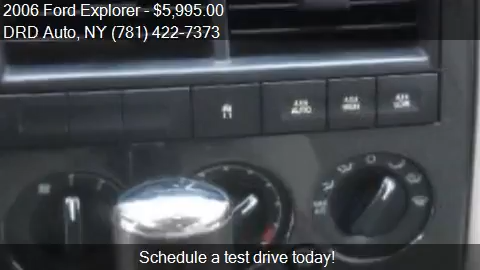 2006 Ford Explorer - $5,995.00
DRD Auto, NY (781) 422-7373
4X4 AUTO
4X4 HIGH
4X4 LOW
Schedule a test drive today!